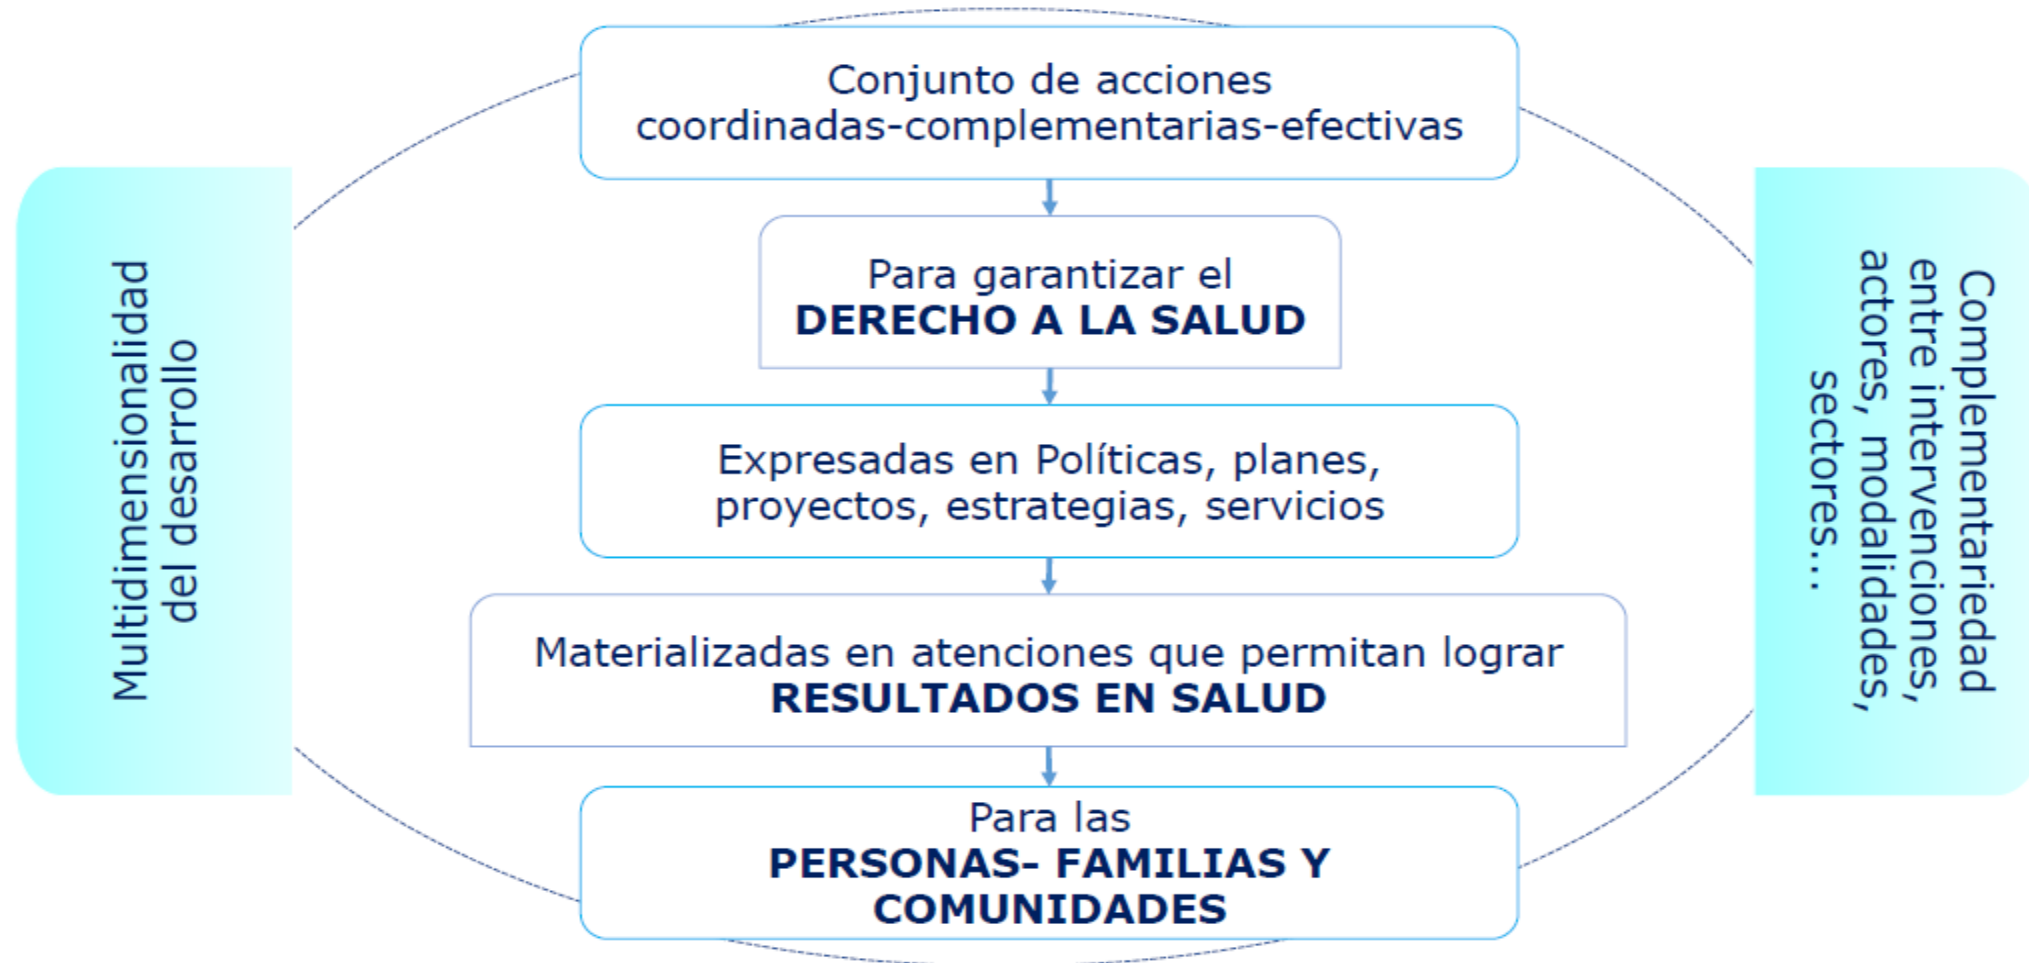 Multidimensionalidad
del desarrollo
Conjunto de acciones
coordinadas-complementarias-efectivas
Para garantizar el
DERECHO A LA SALUD
Expresadas en Políticas, planes,
proyectos, estrategias, servicios
Materializadas en atenciones que permitan lograr
RESULTADOS EN SALUD
Para las
PERSONAS- FAMILIAS Y
COMUNIDADES
Complementariedad
entre intervenciones,
actores, modalidades,
sectores...